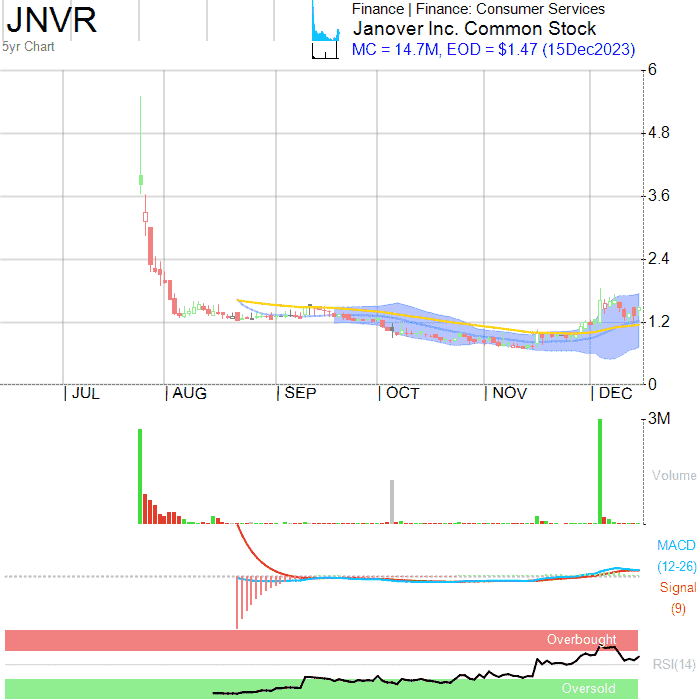 JNVR
5yr Chart
Finance | Finance: Consumer Services
Janover Inc. Common Stock
MC = 14.7M, EOD = $1.47 (15Dec2023)
6
4.8
3.6
2.4
1.2
0
JUL AUG SEP OCT NOV DEC
3M
Volume
MACD
(12-26)
Signal
(9)
Overbought
RSI(14)
Oversold